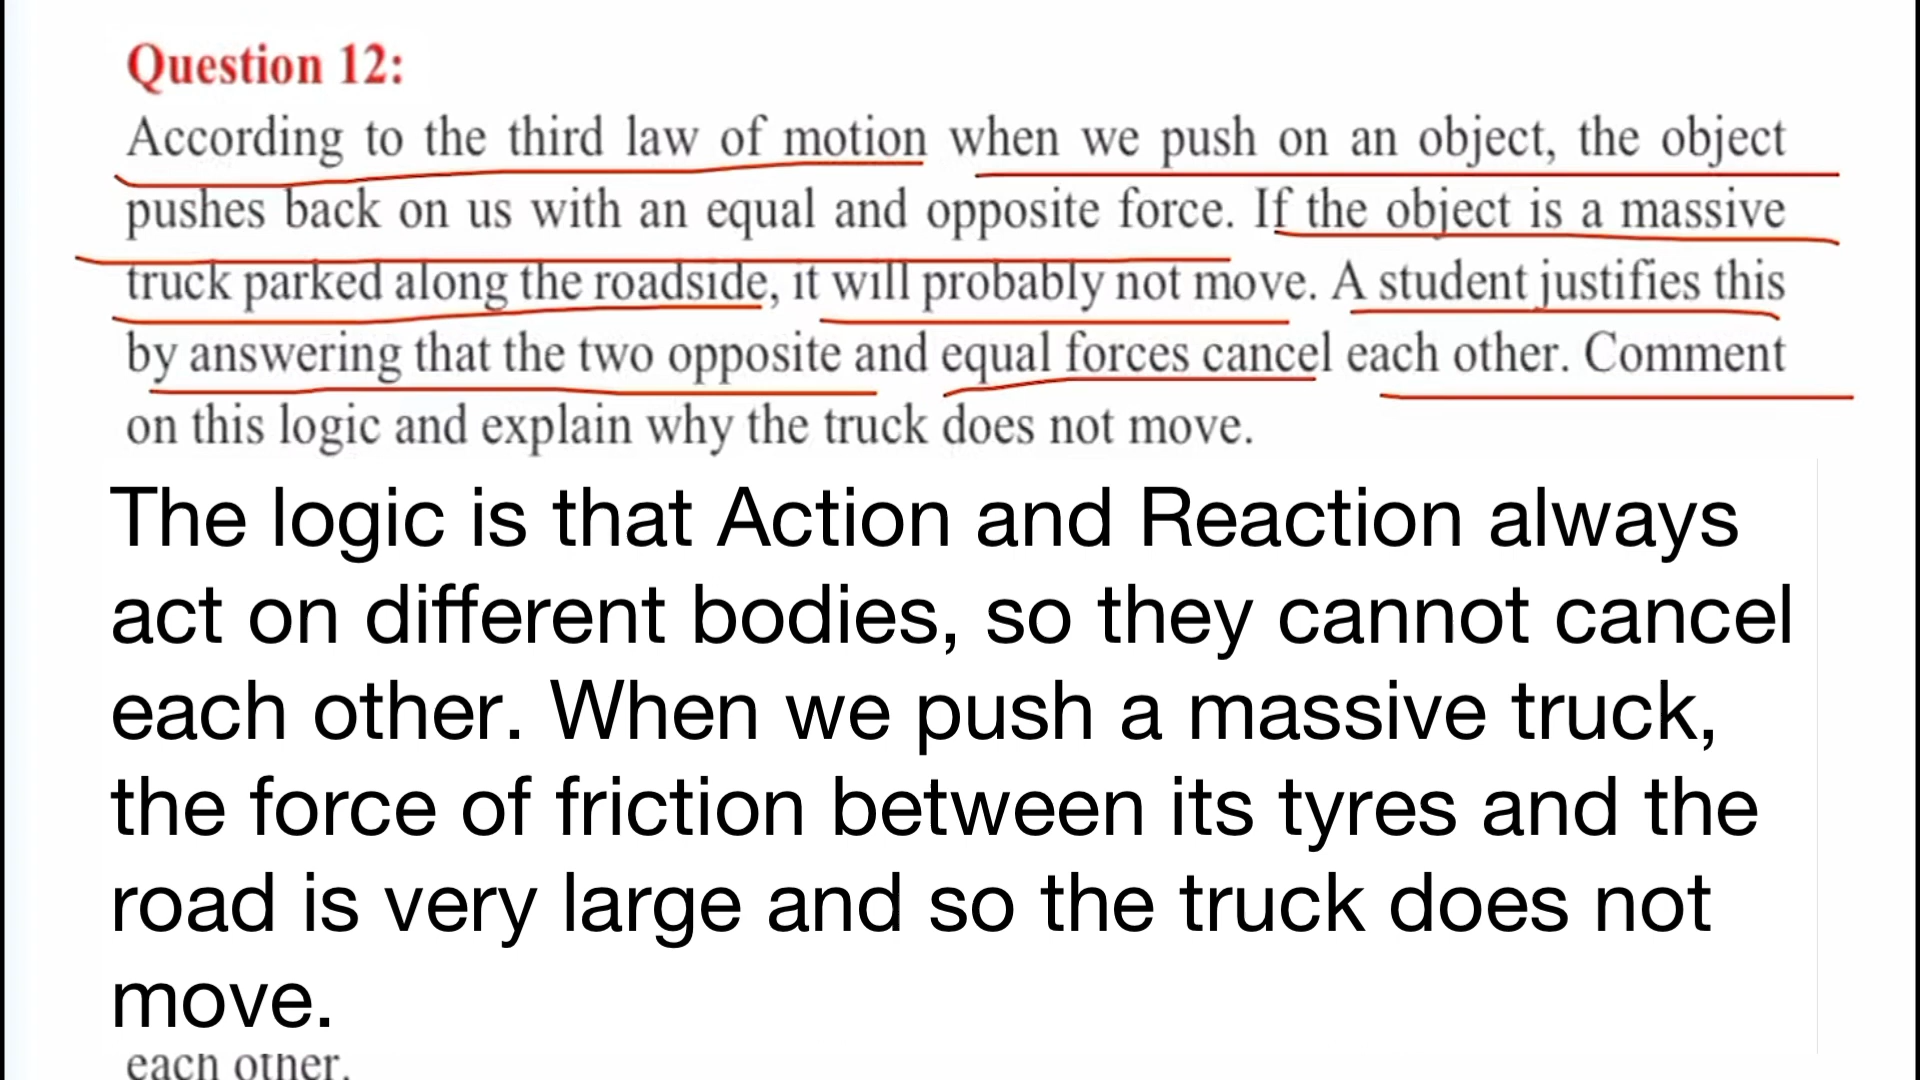 Question 12:
According to the third law of motion when we push on an object, the object
pushes back on us with an equal and opposite force. If the object is a massive
truck parked along the roadside, it will probably not move. A student justifies this
by answering that the two opposite and equal forces cancel each other. Comment
on this logic and explain why the truck does not move.
The logic is that Action and Reaction always
act on different bodies, so they cannot cancel
each other. When we push a massive truck,
the force of friction between its tyres and the
road is very large and so the truck does not
move.
each other.